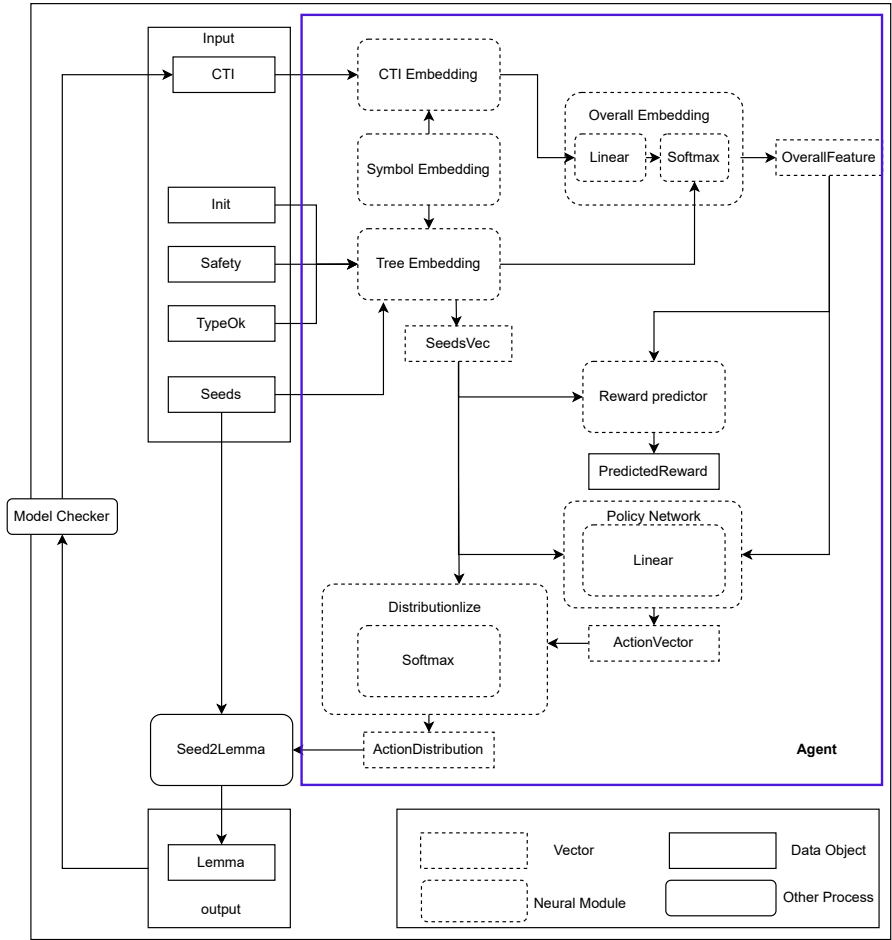 Input
CTI
CTI Embedding
Overall Embedding
Linear
Softmax
OverallFeature
Symbol Embedding
Init
Safety
Tree Embedding
TypeOk
SeedsVec
Seeds
Reward predictor
PredictedReward
Model Checker
Policy Network
Linear
Distributionlize
ActionVector
Softmax
Seed2Lemma
ActionDistribution
Agent
Lemma
output
Vector
Data Object
Neural Module
Other Process